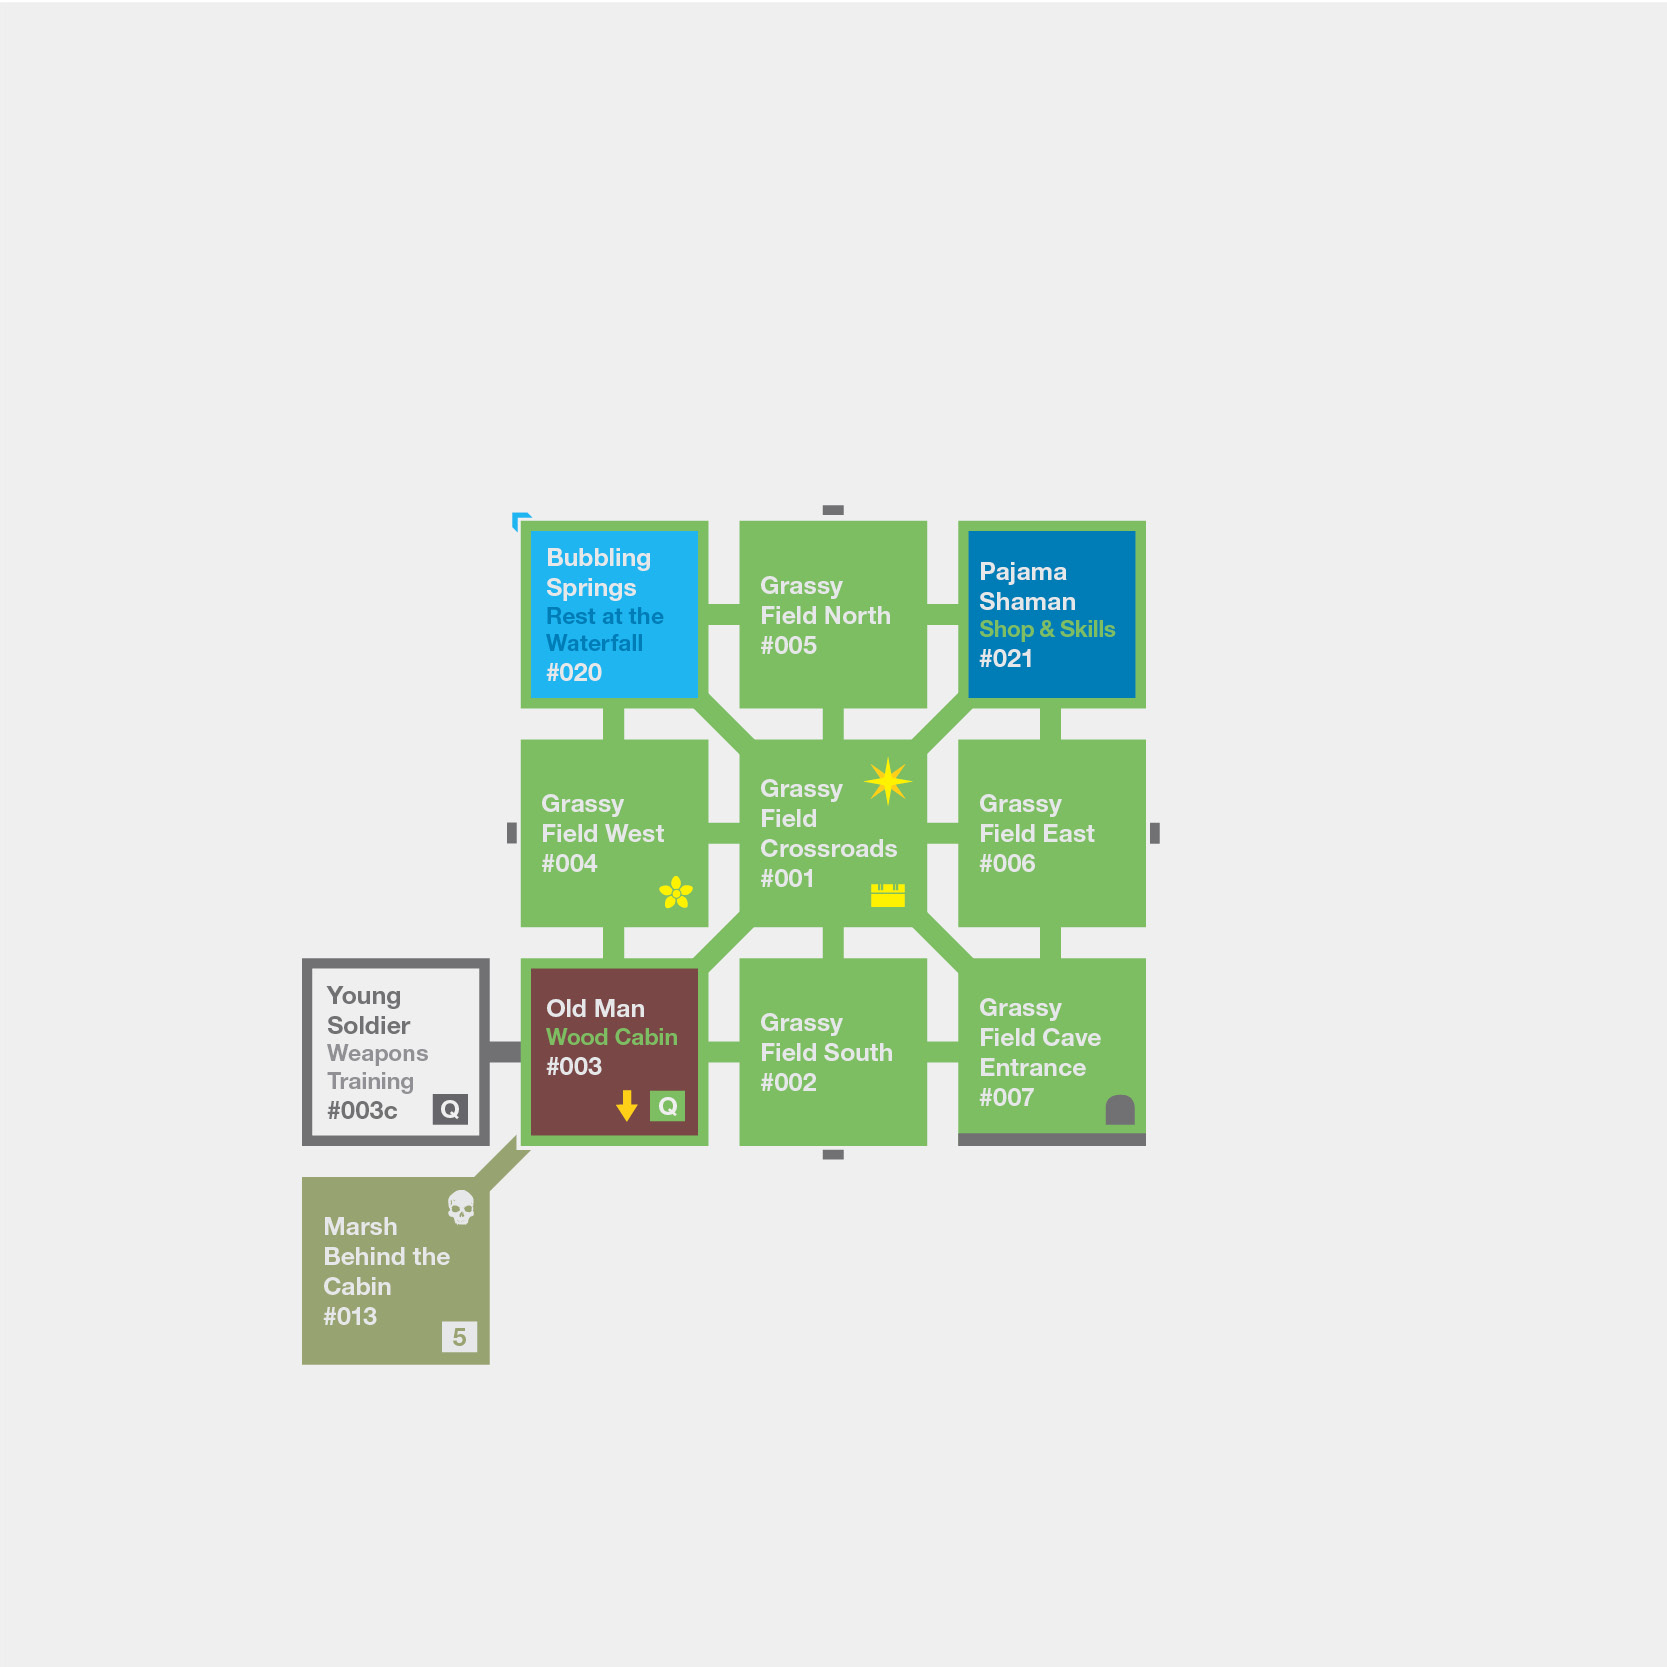 Bubbling
Springs
Rest at the
Waterfall
#020
Grassy
Field North
#005
Pajama
Shaman
Shop & Skills
#021
Grassy
Field West
#004
Grassy
Field
Crossroads
#001
Grassy
Field East
#006
Young
Soldier
Weapons
Training
#003c
Q
Old Man
Wood Cabin
#003
Q
Grassy
Field South
#002
Grassy
Field Cave
Entrance
#007
Marsh
Behind the
Cabin
#013
5